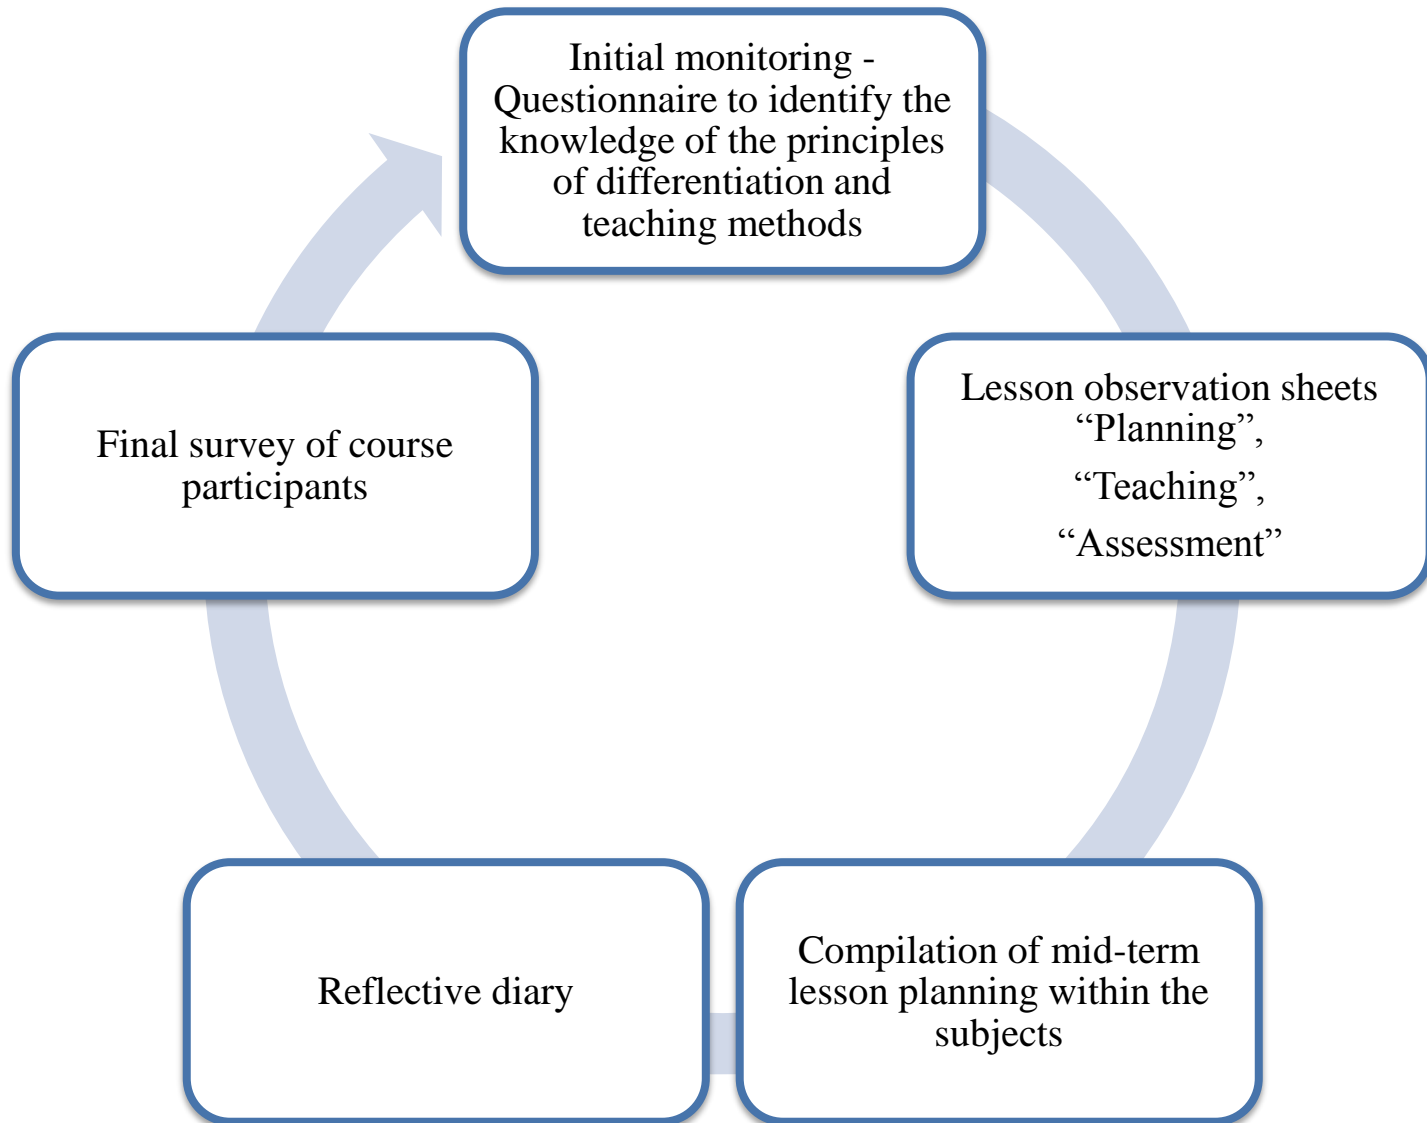 Initial monitoring -
Questionnaire to identify the
knowledge of the principles
of differentiation and
teaching methods
Lesson observation sheets
“Planning”,
“Teaching”,
“Assessment”
Compilation of mid-term
lesson planning within the
subjects
Reflective diary
Final survey of course
participants